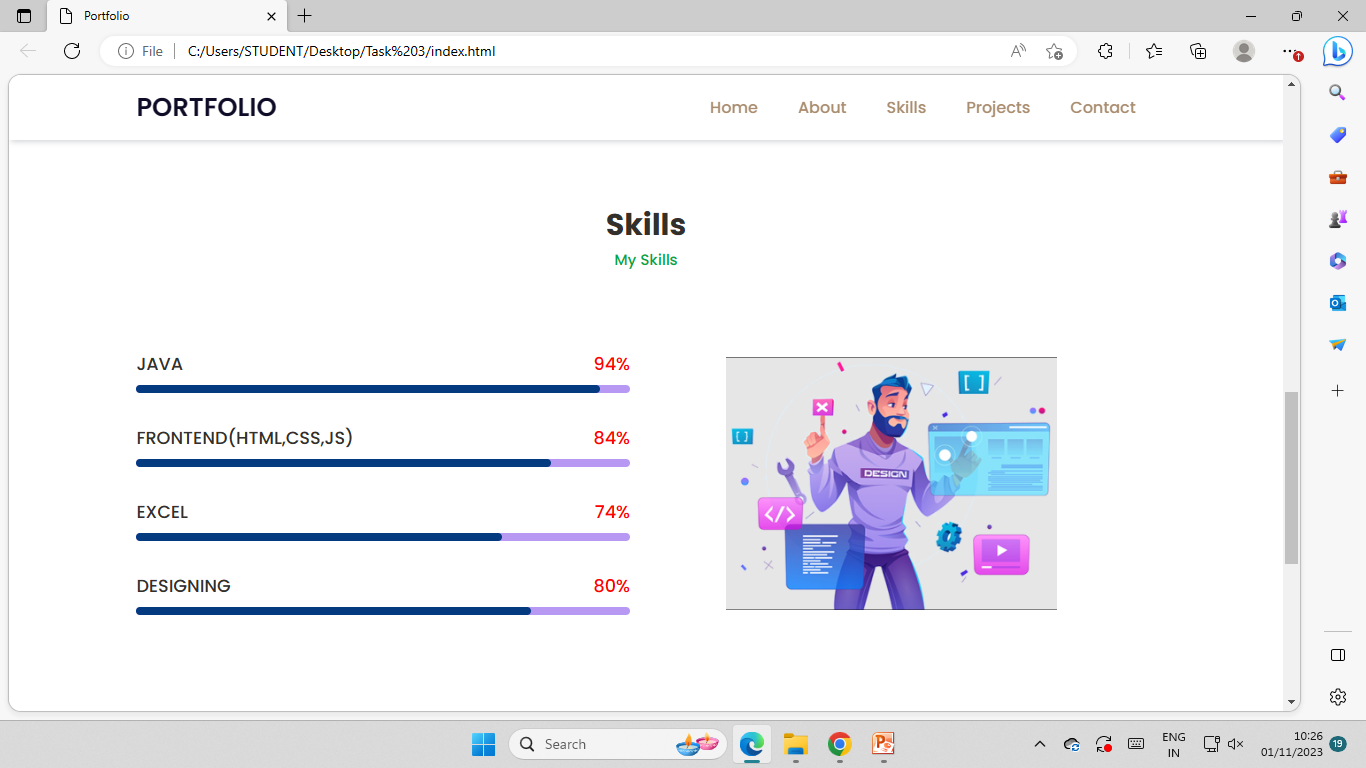 Portfolio
File
C:/Users/STUDENT/Desktop/Task%203/index.html
PORTFOLIO
Home
About
Skills
Projects
Contact
Skills
My Skills
JAVA 94%
FRONTEND(HTML,CSS,JS) 84%
EXCEL 74%
DESIGNING 80%
[ ]
[ ]
DESIGN
</>
Search
ENG
IN
10:26
01/11/2023
19